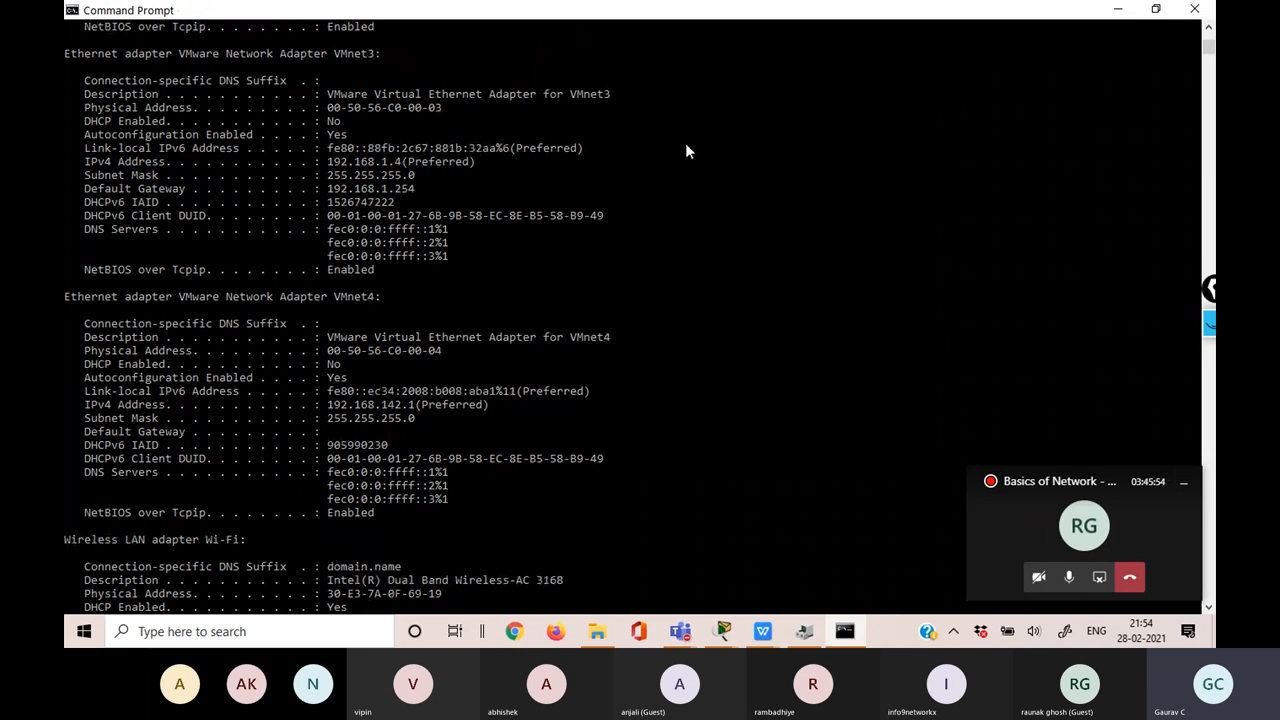 Command Prompt
NetBIOS over Tcpip. . . . . . . . : Enabled
Ethernet adapter VMware Network Adapter VMnet3:
Connection-specific DNS Suffix . :
Description . . . . . . . . . . . : VMware Virtual Ethernet Adapter for VMnet3
Physical Address. . . . . . . . . : 00-50-56-C0-00-03
DHCP Enabled. . . . . . . . . . . : No
Autoconfiguration Enabled . . . . : Yes
Link-local IPv6 Address . . . . . : fe80::88fb:2c67:881b:32aa%6(Preferred)
IPv4 Address. . . . . . . . . . . : 192.168.1.4(Preferred)
Subnet Mask . . . . . . . . . . . : 255.255.255.0
Default Gateway . . . . . . . . . : 192.168.1.254
DHCPv6 IAID . . . . . . . . . . . : 1526747222
DHCPv6 Client DUID. . . . . . . . : 00-01-00-01-27-6B-9B-58-EC-8E-B5-58-B9-49
DNS Servers . . . . . . . . . . . : fec0:0:0:ffff::1%1
fec0:0:0:ffff::2%1
fec0:0:0:ffff::3%1
NetBIOS over Tcpip. . . . . . . . : Enabled
Ethernet adapter VMware Network Adapter VMnet4:
Connection-specific DNS Suffix . :
Description . . . . . . . . . . . : VMware Virtual Ethernet Adapter for VMnet4
Physical Address. . . . . . . . . : 00-50-56-C0-00-04
DHCP Enabled. . . . . . . . . . . : No
Autoconfiguration Enabled . . . . : Yes
Link-local IPv6 Address . . . . . : fe80::ec34:2008:b008:aba1%11(Preferred)
IPv4 Address. . . . . . . . . . . : 192.168.142.1(Preferred)
Subnet Mask . . . . . . . . . . . : 255.255.255.0
Default Gateway . . . . . . . . . :
DHCPv6 IAID . . . . . . . . . . . : 905990230
DHCPv6 Client DUID. . . . . . . . : 00-01-00-01-27-6B-9B-58-EC-8E-B5-58-B9-49
DNS Servers . . . . . . . . . . . : fec0:0:0:ffff::1%1
fec0:0:0:ffff::2%1
fec0:0:0:ffff::3%1
NetBIOS over Tcpip. . . . . . . . : Enabled
Wireless LAN adapter Wi-Fi:
Connection-specific DNS Suffix . : domain.name
Description . . . . . . . . . . . : Intel(R) Dual Band Wireless-AC 3168
Physical Address. . . . . . . . . : 30-E3-7A-0F-69-19
DHCP Enabled. . . . . . . . . . . : Yes
Basics of Network - ... 03:45:54
RG
Type here to search
ENG
21:54
28-02-2021
A AK N V A A R I RG GC
vipin abhishek anjali (Guest) rambadhiye info9networkx raunak ghosh (Guest) Gaurav C